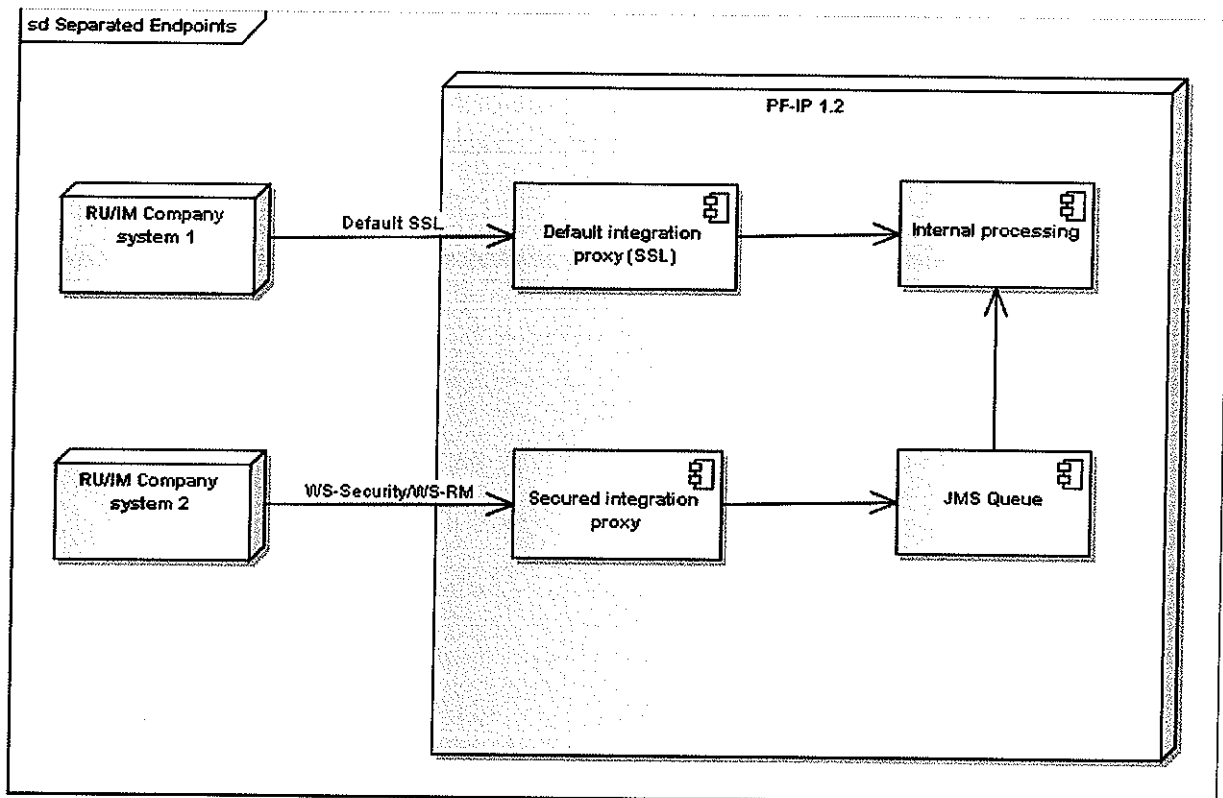 sd Separated Endpoints
PF-IP 1.2
RU/IM Company
system 1
Default SSL
Default integration
proxy (SSL)
Internal processing
RU/IM Company
system 2
WS-Security/WS-RM
Secured integration
proxy
JMS Queue